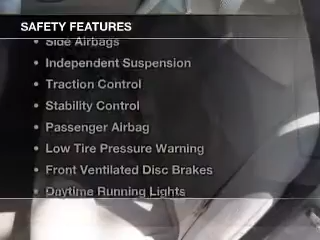 SAFETY FEATURES
• Side Airbags
• Independent Suspension
• Traction Control
• Stability Control
• Passenger Airbag
• Low Tire Pressure Warning
• Front Ventilated Disc Brakes
• Daytime Running Lights